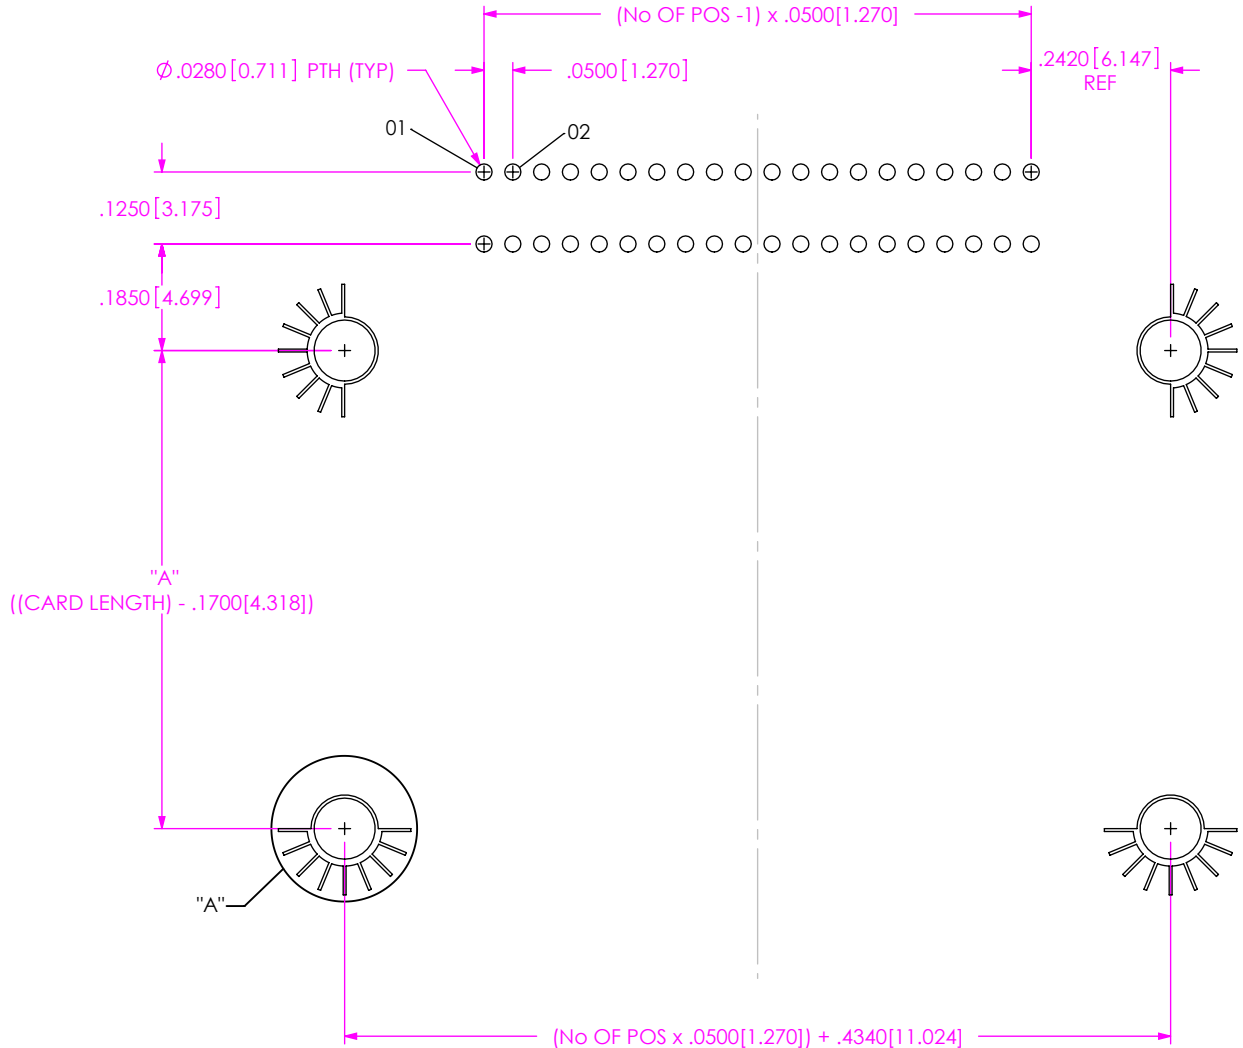 (No OF POS -1) x .0500[1.270]
Ø.0280[0.711] PTH (TYP)
.0500[1.270]
.2420[6.147]
REF
01
02
.1250[3.175]
.1850[4.699]
"A"
((CARD LENGTH) - .1700[4.318])
"A"
(No OF POS x .0500[1.270]) + .4340[11.024]